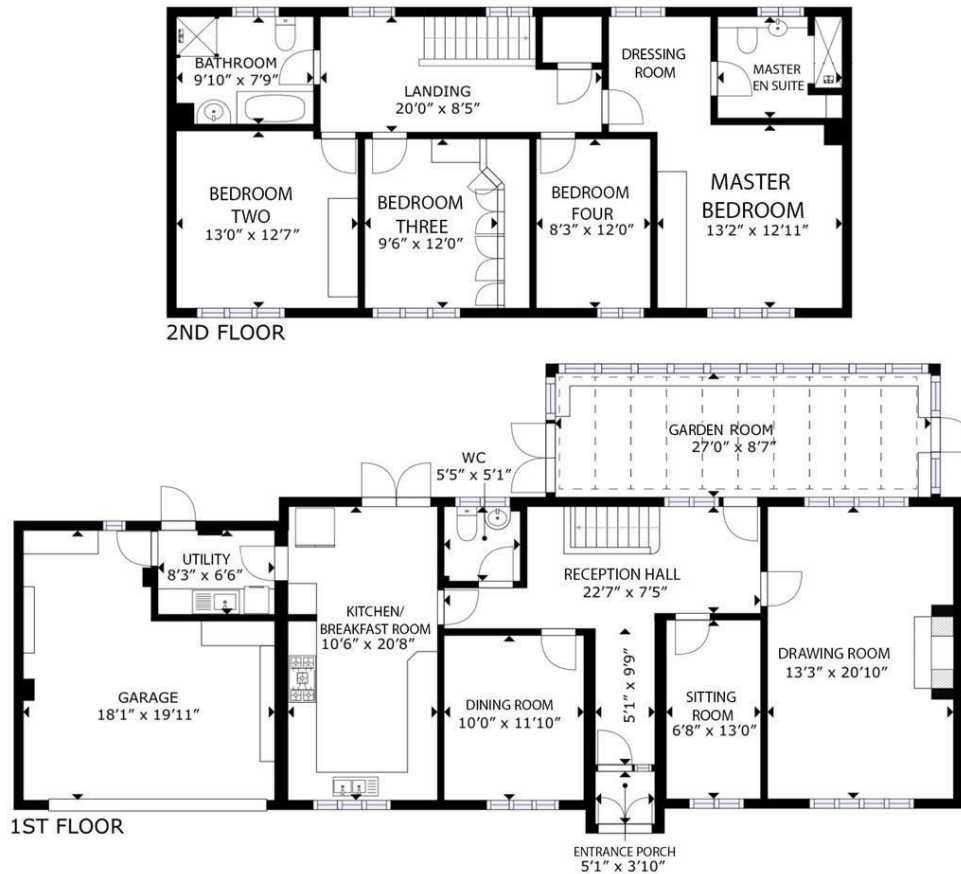 BATHROOM
9'10" x 7'9"
LANDING
20'0" x 8'5"
DRESSING
ROOM
MASTER
EN SUITE
BEDROOM
TWO
13'0" x 12'7"
BEDROOM
THREE
9'6" x 12'0"
BEDROOM
FOUR
8'3" x 12'0"
MASTER
BEDROOM
13'2" x 12'11"
2ND FLOOR
GARDEN ROOM
27'0" x 8'7"
WC
5'5" x 5'1"
UTILITY
8'3" x 6'6"
RECEPTION HALL
22'7" x 7'5"
KITCHEN/
BREAKFAST ROOM
10'6" x 20'8"
DRAWING ROOM
13'3" x 20'10"
GARAGE
18'1" x 19'11"
DINING ROOM
10'0" x 11'10"
5'1" x 9'9"
SITTING
ROOM
6'8" x 13'0"
1ST FLOOR
ENTRANCE PORCH
5'1" x 3'10"